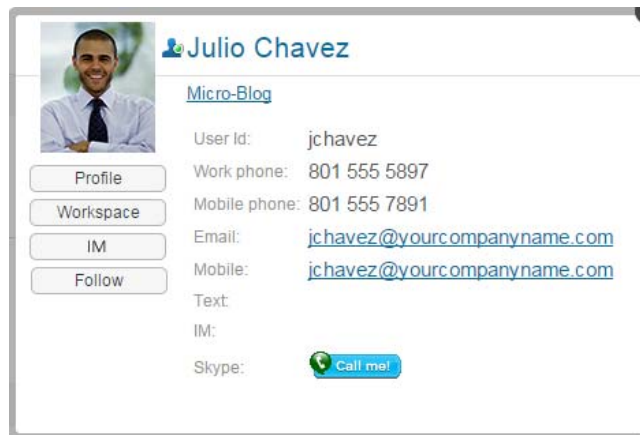 Julio Chavez
Micro-Blog
User Id: jchavez
Work phone: 801 555 5897
Mobile phone: 801 555 7891
Email: jchavez@yourcompanyname.com
Mobile: jchavez@yourcompanyname.com
Text:
IM:
Skype: Call me!
Profile
Workspace
IM
Follow